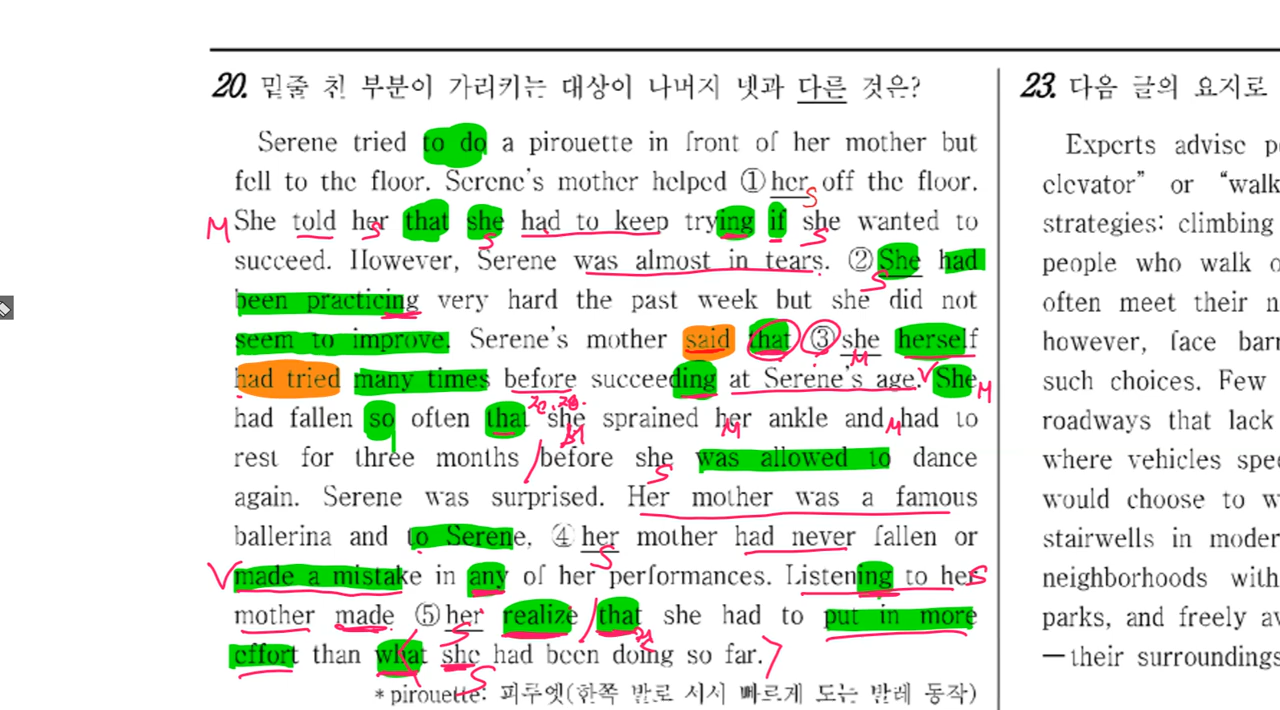 20. 밑줄 친 부분이 가리키는 대상이 나머지 넷과 다른 것은?
Serene tried to do a pirouette in front of her mother but
fell to the floor. Serene's mother helped ① her off the floor.
She told her that she had to keep trying if she wanted to
succeed. However, Serene was almost in tears. ② She had
been practicing very hard the past week but she did not
seem to improve. Serene's mother said that ③ she herself
had tried many times before succeeding at Serene's age. She
had fallen so often that she sprained her ankle and had to
rest for three months before she was allowed to dance
again. Serene was surprised. Her mother was a famous
ballerina and to Serene, ④ her mother had never fallen or
made a mistake in any of her performances. Listening to her
mother made ⑤ her realize that she had to put in more
effort than what she had been doing so far.
* pirouette: 피루엣(한쪽 발로 서서 빠르게 도는 발레 동작)
23. 다음 글의 요지로
Experts advise
elevator" or "walk
strategies: climbing
people who walk
often meet their
however, face
such choices. Few
roadways that lack
where vehicles
would choose to
stairwells in
neighborhoods
parks, and freely
—their surroundings